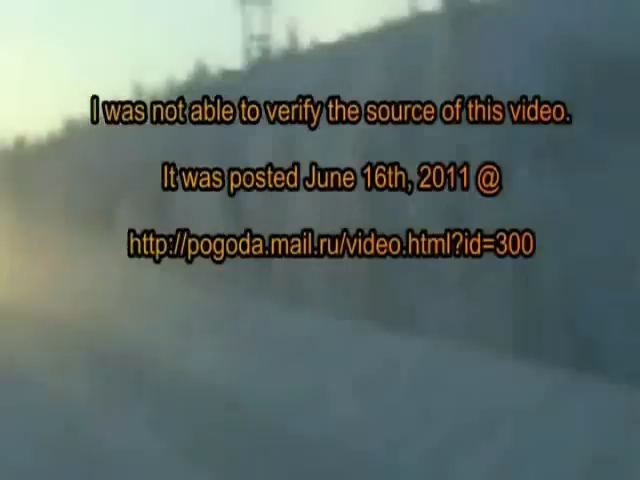 I was not able to verify the source of this video.
It was posted June 16th, 2011 @
http://pogoda.mail.ru/video.html?id=300